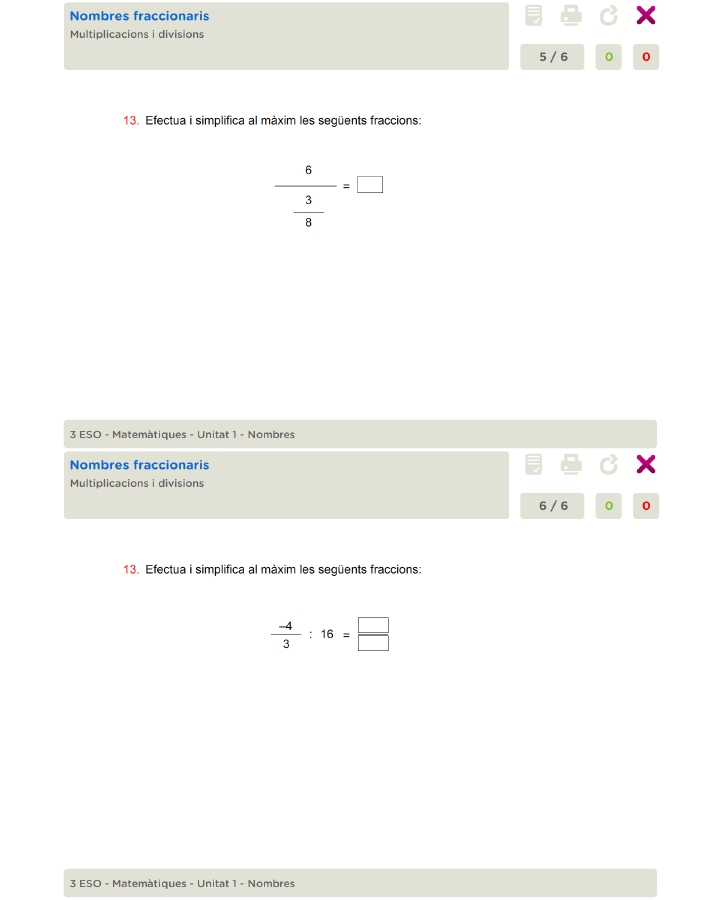 Nombres fraccionaris
Multiplicacions i divisions
5 / 6
0
0
13. Efectua i simplifica al màxim les següents fraccions:
6
=
3
8
3 ESO - Matemàtiques - Unitat 1 - Nombres
Nombres fraccionaris
Multiplicacions i divisions
6 / 6
0
0
13. Efectua i simplifica al màxim les següents fraccions:
–4
: 16 =
3
3 ESO - Matemàtiques - Unitat 1 - Nombres